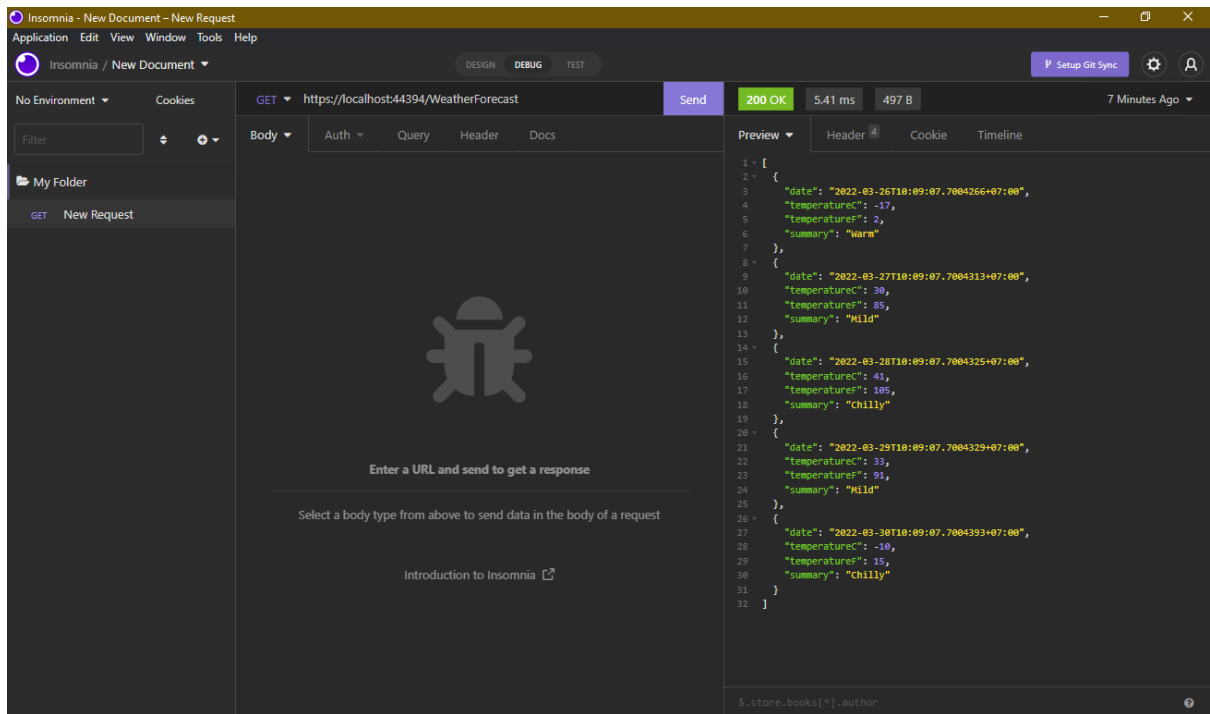 Insomnia - New Document – New Request
Application Edit View Window Tools Help
Insomnia / New Document
DESIGN DEBUG TEST
Setup Git Sync
No Environment Cookies
GET https://localhost:44394/WeatherForecast Send
200 OK 5.41 ms 497 B 7 Minutes Ago
Filter
Body Auth Query Header Docs
Preview Header 4 Cookie Timeline
My Folder
GET New Request
Enter a URL and send to get a response
Select a body type from above to send data in the body of a request
Introduction to Insomnia
1 [
2 {
3 "date": "2022-03-26T10:09:07.7004266+07:00",
4 "temperatureC": -17,
5 "temperatureF": 2,
6 "summary": "Warm"
7 },
8 {
9 "date": "2022-03-27T10:09:07.7004313+07:00",
10 "temperatureC": 30,
11 "temperatureF": 85,
12 "summary": "Mild"
13 },
14 {
15 "date": "2022-03-28T10:09:07.7004325+07:00",
16 "temperatureC": 41,
17 "temperatureF": 105,
18 "summary": "Chilly"
19 },
20 {
21 "date": "2022-03-29T10:09:07.7004329+07:00",
22 "temperatureC": 33,
23 "temperatureF": 91,
24 "summary": "Mild"
25 },
26 {
27 "date": "2022-03-30T10:09:07.7004393+07:00",
28 "temperatureC": -10,
29 "temperatureF": 15,
30 "summary": "Chilly"
31 }
32 ]
$.store.books[*].author